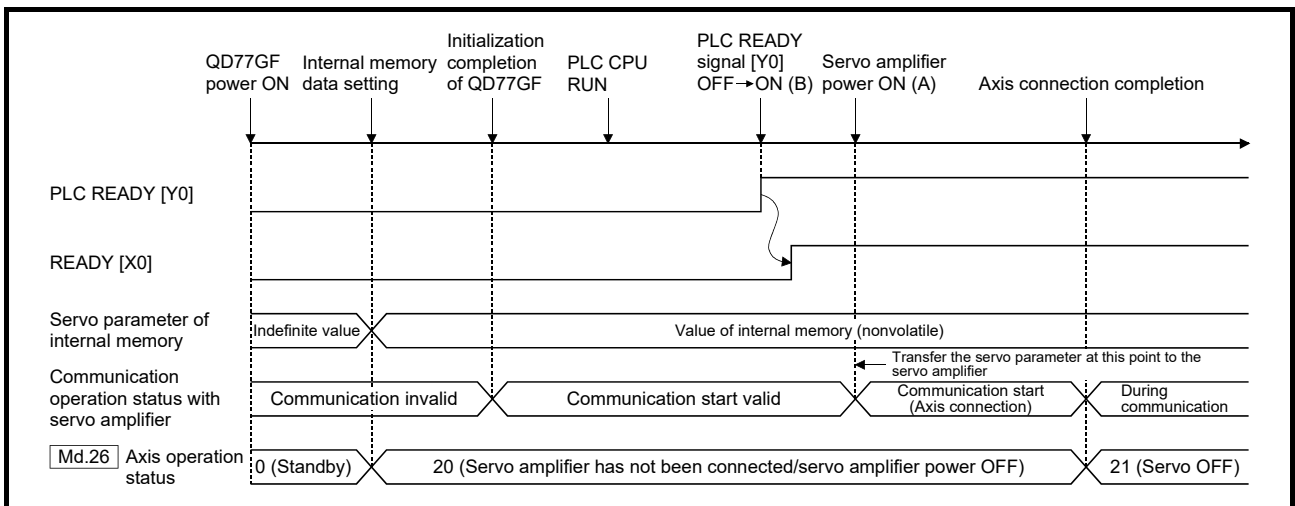 QD77GF
power ON
Internal memory
data setting
Initialization
completion
of QD77GF
PLC CPU
RUN
PLC READY
signal [Y0]
OFF→ON (B)
Servo amplifier
power ON (A)
Axis connection completion
PLC READY [Y0]
READY [X0]
Servo parameter of
internal memory
Indefinite value
Value of internal memory (nonvolatile)
Transfer the servo parameter at this point to the
servo amplifier
Communication
operation status with
servo amplifier
Communication invalid
Communication start valid
Communication start
(Axis connection)
During
communication
Md.26 Axis operation
status
0 (Standby)
20 (Servo amplifier has not been connected/servo amplifier power OFF)
21 (Servo OFF)